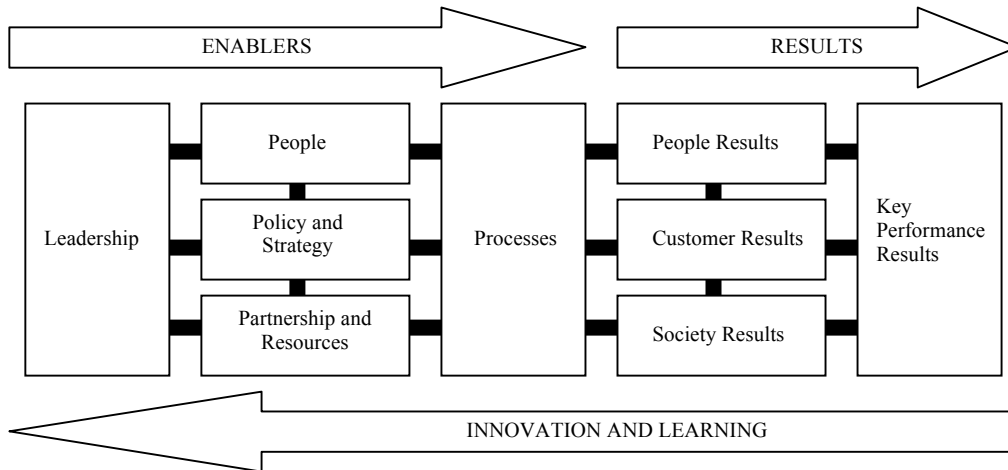 ENABLERS
RESULTS
Leadership
People
Policy and
Strategy
Partnership and
Resources
Processes
People Results
Customer Results
Society Results
Key
Performance
Results
INNOVATION AND LEARNING